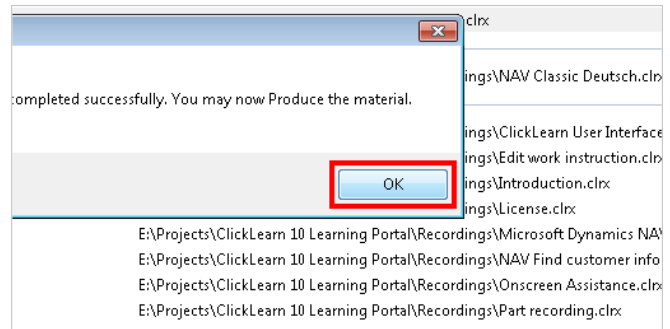 clrx
ings\NAV Classic Deutsch.clrx
completed successfully. You may now Produce the material.
ings\ClickLearn User Interface
ings\Edit work instruction.clrx
OK
ings\Introduction.clrx
ings\License.clrx
E:\Projects\ClickLearn 10 Learning Portal\Recordings\Microsoft Dynamics NAV
E:\Projects\ClickLearn 10 Learning Portal\Recordings\NAV Find customer info
E:\Projects\ClickLearn 10 Learning Portal\Recordings\Onscreen Assistance.clrx
E:\Projects\ClickLearn 10 Learning Portal\Recordings\Part recording.clrx